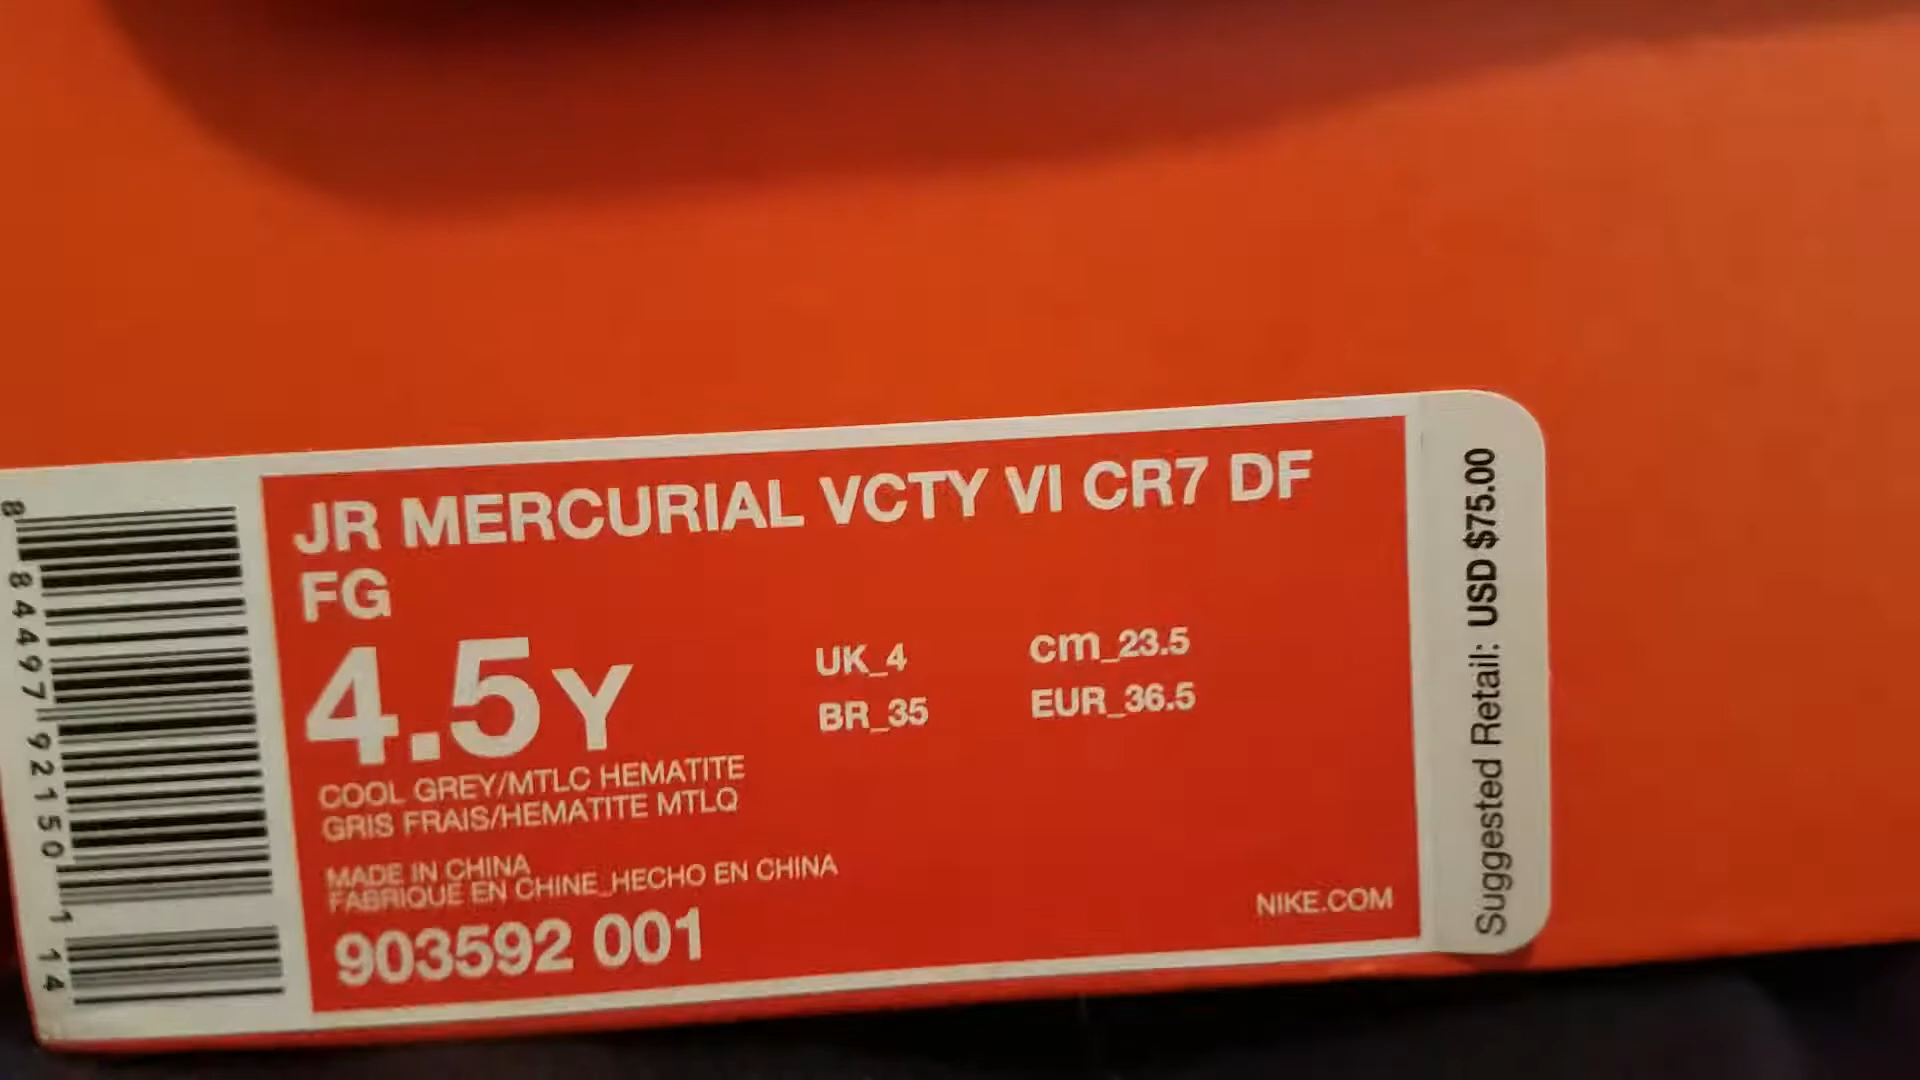 JR MERCURIAL VCTY VI CR7 DF
FG
4.5Y
UK_4
cm_23.5
BR_35
EUR_36.5
COOL GREY/MTLC HEMATITE
GRIS FRAIS/HEMATITE MTLQ
MADE IN CHINA
FABRIQUE EN CHINE_HECHO EN CHINA
903592 001
NIKE.COM
Suggested Retail: USD $75.00
8 84497 92150 1 14